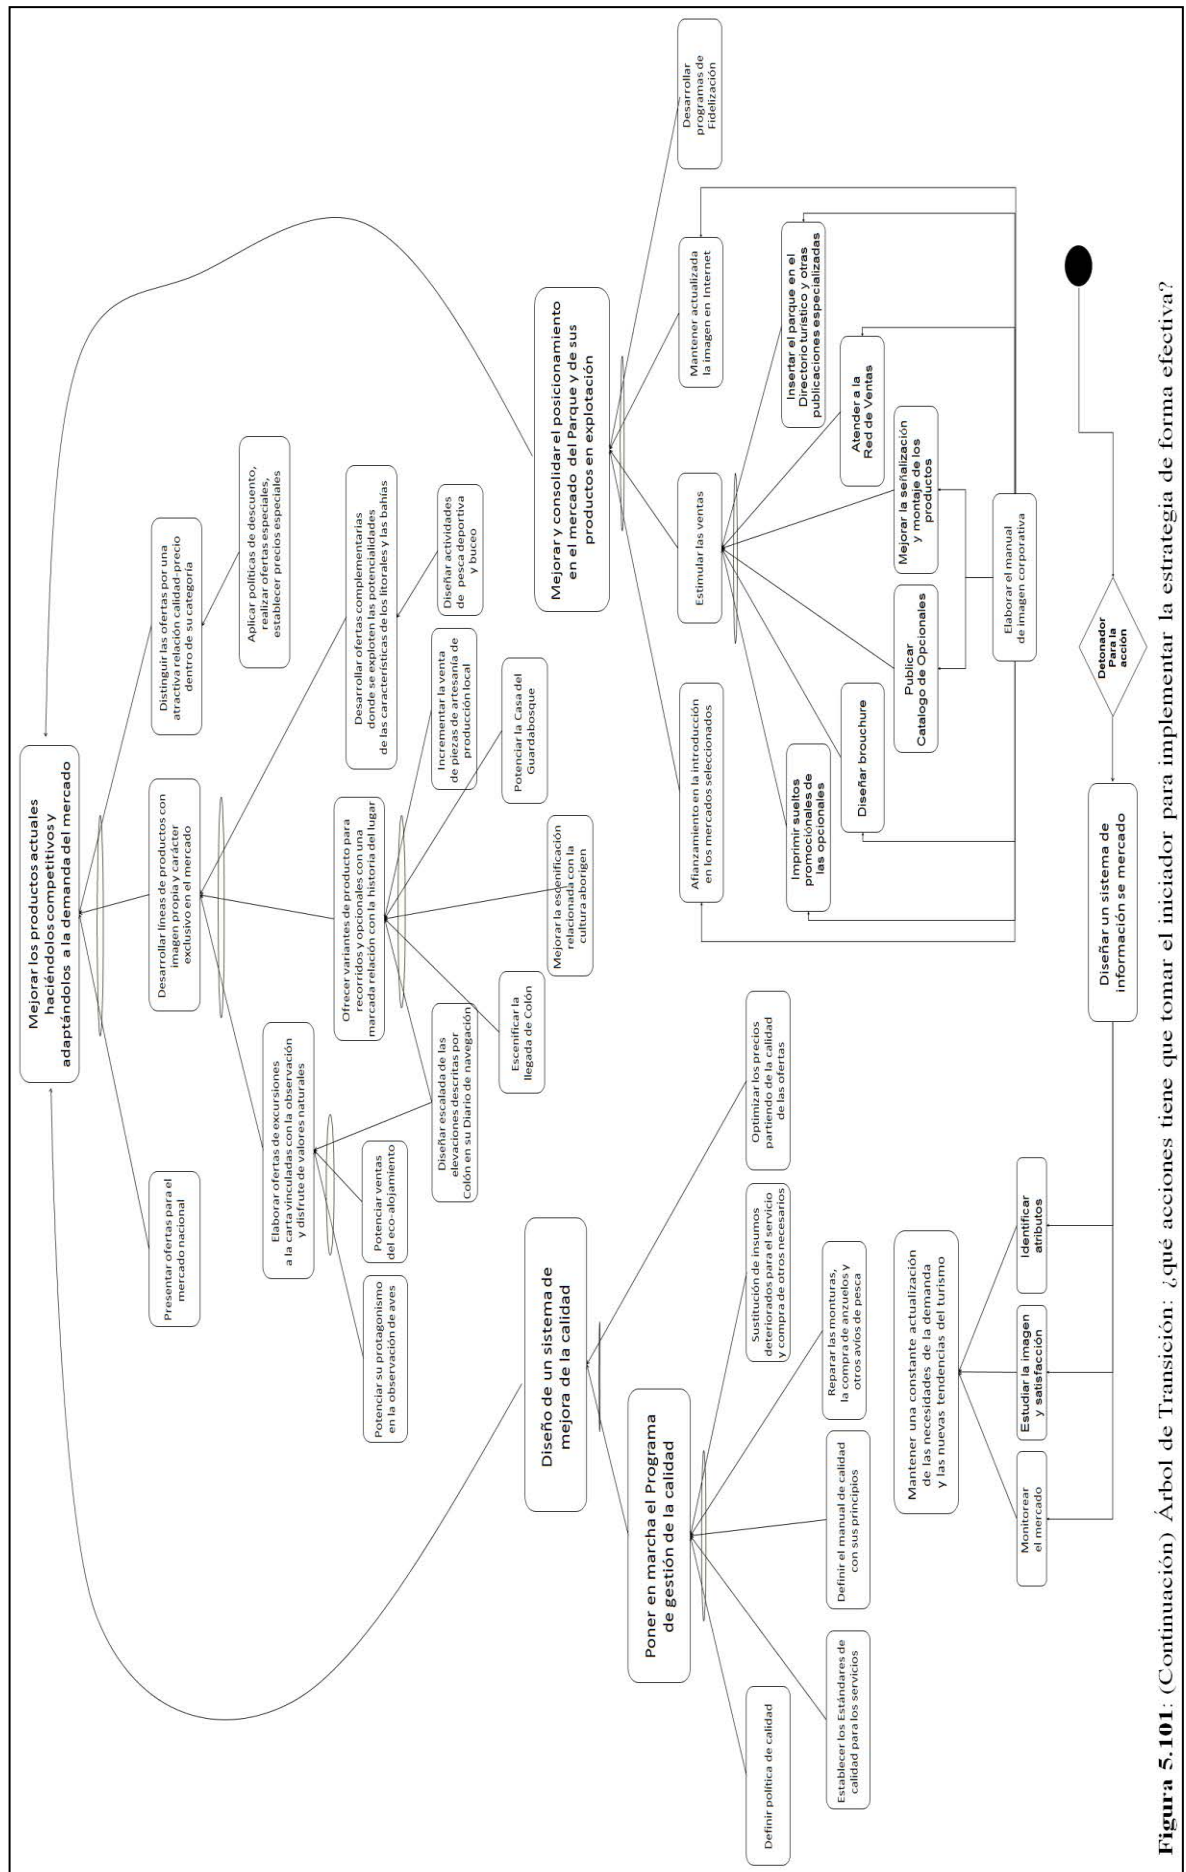 Mejorar los productos actuales
haciéndolos competitivos y
adaptándolos a la demanda del mercado
Presentar ofertas para el
mercado nacional
Desarrollar líneas de productos con
imagen propia y carácter
exclusivo en el mercado
Distinguir las ofertas por una
atractiva relación calidad-precio
dentro de su categoría
Aplicar políticas de descuento,
realizar ofertas especiales,
establecer precios especiales
Elaborar ofertas de excursiones
a la carta vinculadas con la observación
y disfrute de valores naturales
Ofrecer variantes de producto para
recorridos y opcionales con una
marcada relación con la historia del lugar
Desarrollar ofertas complementarias
donde se exploten las potencialidades
de las características de los litorales y las bahías
Potenciar su protagonismo
en la observación de aves
Potenciar ventas
del eco-alojamiento
Diseñar escalada de las
elevaciones descritas por
Colón en su Diario de navegación
Incrementar la venta
de piezas de artesanía de
producción local
Diseñar actividades
de pesca deportiva
y buceo
Escenificar la
llegada de Colón
Mejorar la escenificación
relacionada con la
cultura aborigen
Potenciar la Casa del
Guardabosque
Diseño de un sistema de
mejora de la calidad
Mejorar y consolidar el posicionamiento
en el mercado del Parque y de sus
productos en explotación
Poner en marcha el Programa
de gestión de la calidad
Optimizar los precios
partiendo de la calidad
de las ofertas
Definir política de calidad
Sustitución de insumos
deteriorados para el servicio
y compra de otros necesarios
Establecer los Estándares de
calidad para los servicios
Definir el manual de calidad
con sus principios
Reparar las monturas,
la compra de anzuelos y
otros avíos de pesca
Afianzamiento en la introducción
en los mercados seleccionados
Estimular las ventas
Mantener actualizada
la imagen en Internet
Desarrollar
programas de
Fidelización
Imprimir sueltos
promociónales de
las opcionales
Insertar el parque en el
Directorio turístico y otras
publicaciones especializadas
Diseñar brouchure
Atender a la
Red de Ventas
Publicar
Catalogo de Opcionales
Mejorar la señalización
y montaje de los
productos
Mantener una constante actualización
de las necesidades de la demanda
y las nuevas tendencias del turismo
Elaborar el manual
de imagen corporativa
Monitorear
el mercado
Estudiar la imagen
y satisfacción
Identificar
atributos
Diseñar un sistema de
información se mercado
Detonador
Para la
acción
Figura 5.101: (Continuación) Árbol de Transición: ¿qué acciones tiene que tomar el iniciador para implementar la estrategia de forma efectiva?